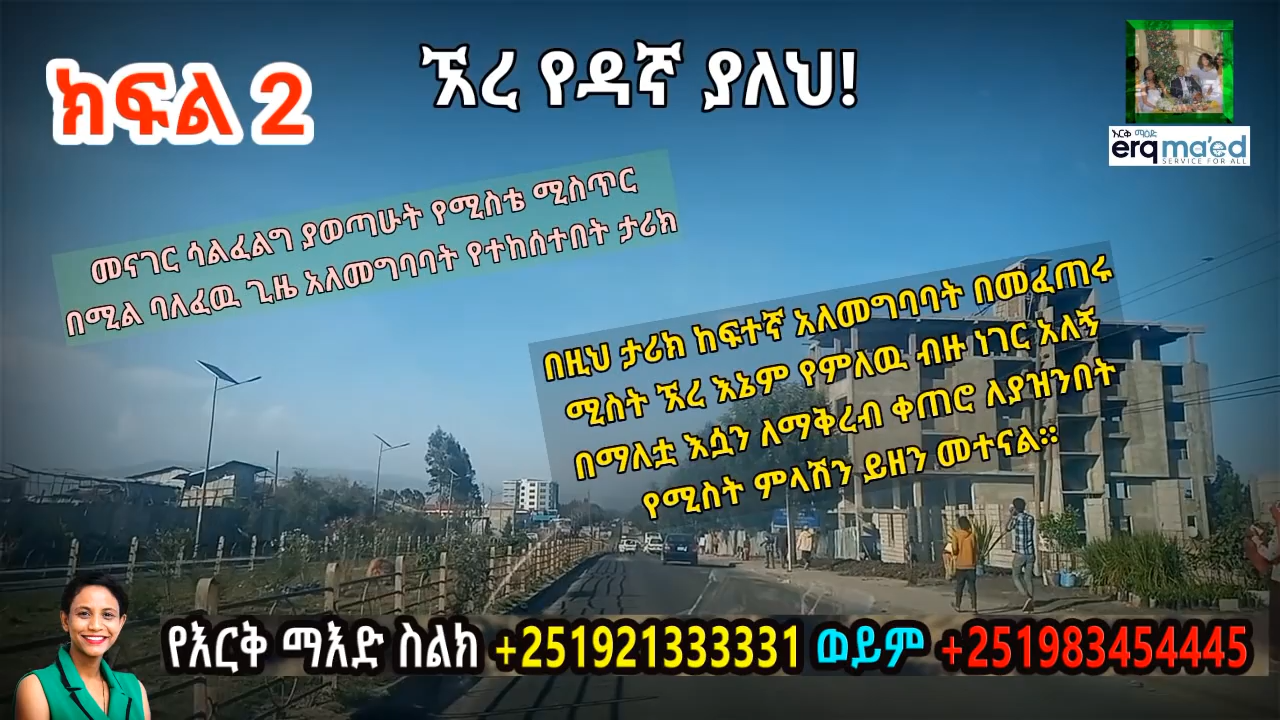 ክፍል 2
ኧረ የዳኛ ያለህ!
እርቅ ማዕድ
erqma'ed
SERVICE FOR ALL
መናገር ሳልፈልግ ያወጣሁት የሚስቴ ሚስጥር
በሚል ባለፈዉ ጊዜ አለመግባባት የተከሰተበት ታሪክ
በዚህ ታሪክ ከፍተኛ አለመግባባት በመፈጠሩ
ሚስት ኧረ እኔም የምለዉ ብዙ ነገር አለኝ
በማለቷ እሷን ለማቅረብ ቀጠሮ ለያዝንበት
የሚስት ምላሽን ይዘን መተናል።
የእርቅ ማእድ ስልክ +251921333331 ወይም +251983454445